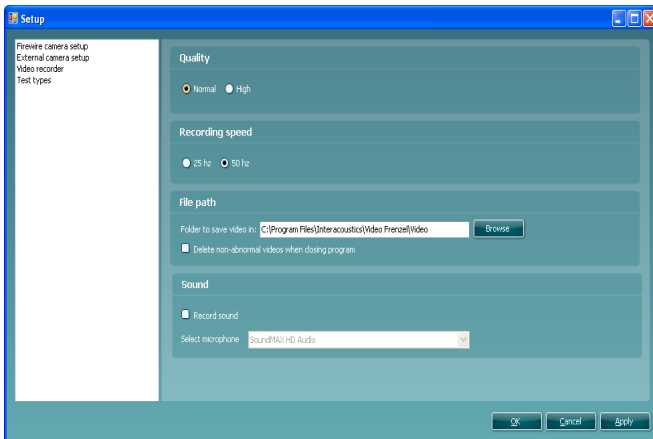 Setup
Firewire camera setup
External camera setup
Video recorder
Test types
Quality
Normal High
Recording speed
25 hz 50 hz
File path
Folder to save video in: C:\Program Files\Interacoustics\Video Frenzel\Video Browse
Delete non-abnormal videos when closing program
Sound
Record sound
Select microphone SoundMAX HD Audio
OK Cancel Apply